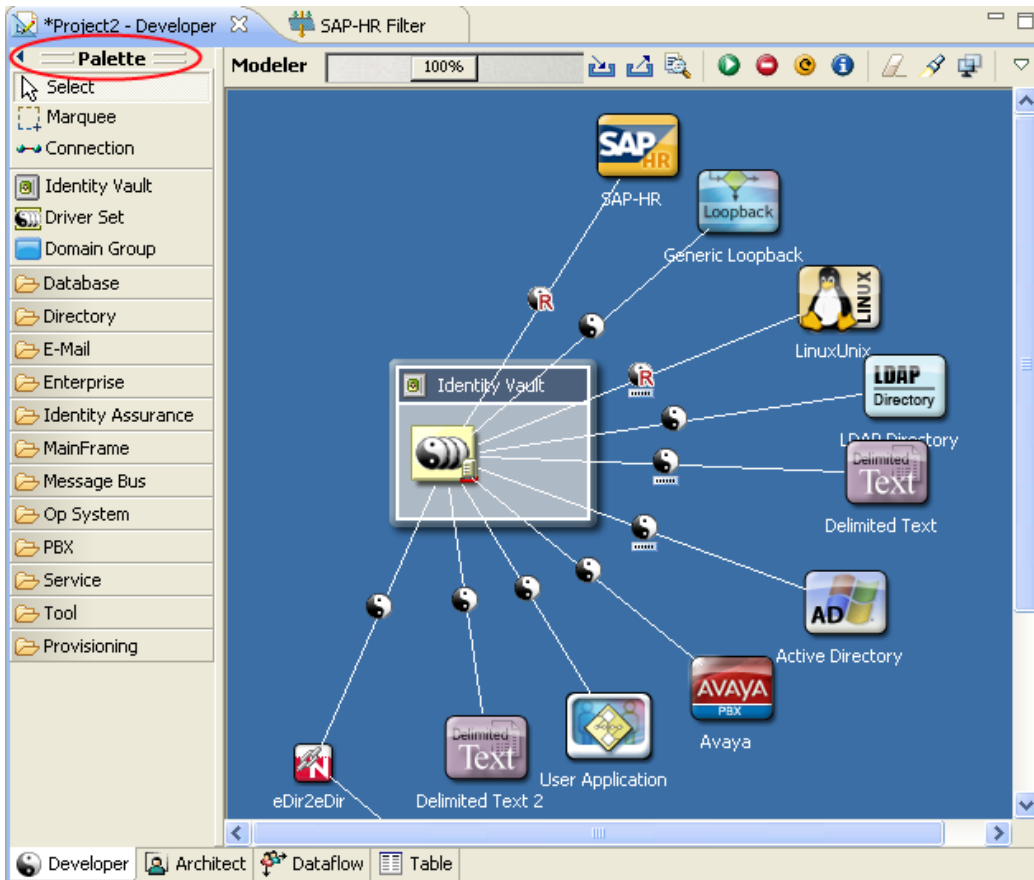 *Project2 - Developer
SAP-HR Filter
Palette
Select
Marquee
Connection
Identity Vault
Driver Set
Domain Group
Database
Directory
E-Mail
Enterprise
Identity Assurance
MainFrame
Message Bus
Op System
PBX
Service
Tool
Provisioning
Modeler
100%
SAP
HR
SAP-HR
Loopback
Generic Loopback
LINUX
LinuxUnix
LDAP
Directory
LDAP Directory
Delimited
Text
Delimited Text
AD
Active Directory
AVAYA
PBX
Avaya
User Application
Delimited
Text
Delimited Text 2
N
eDir2eDir
Identity Vault
R
R
Developer
Architect
Dataflow
Table